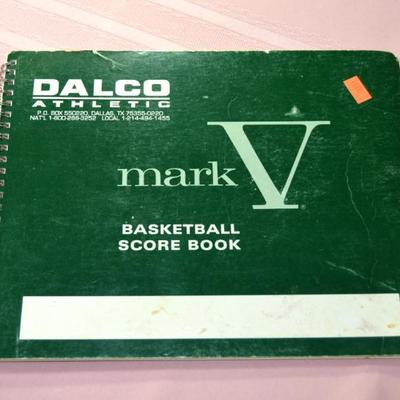 DALCO
ATHLETIC
P.O. BOX 550220, DALLAS, TX 75355-0220
NAT'L 1-800-288-3252 LOCAL 1-214-494-1455
mark V®
BASKETBALL
SCORE BOOK